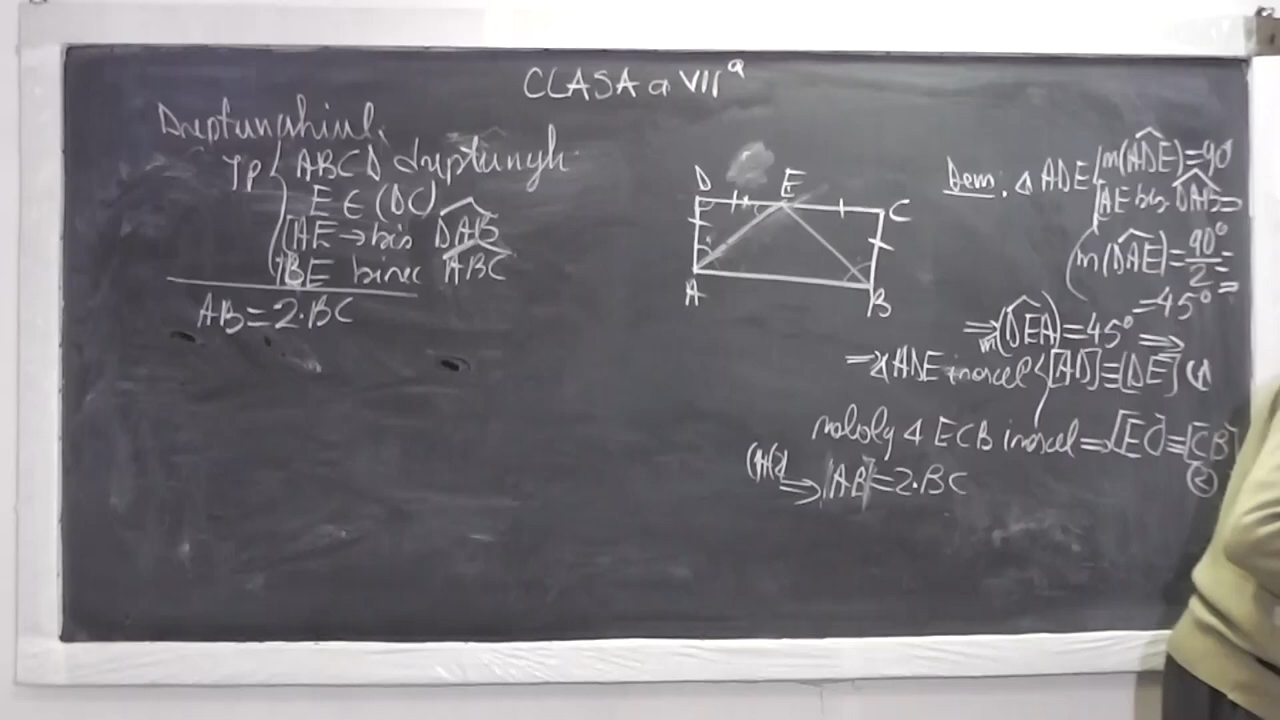 CLASA a VII ª
Dreptunghiul.
Ip { ABCD dreptungh
E ∈ (DC)
[AE → bis DAB
[BE bisec ABC
AB = 2·BC
D E C
A B
Dem. Δ ADE { m(ADE) = 90
[AE bis DAB ⇒
m(DAE) = 90°/2 =
= 45° ⇒
⇒ m(DEA) = 45° ⇒
⇒ Δ ADE isoscel { [AD] ≡ [DE] (1)
Δ ECB isoscel ⇒ [EC] ≡ [CB]
(2)
(1)(2) ⇒ [AB] = 2·BC